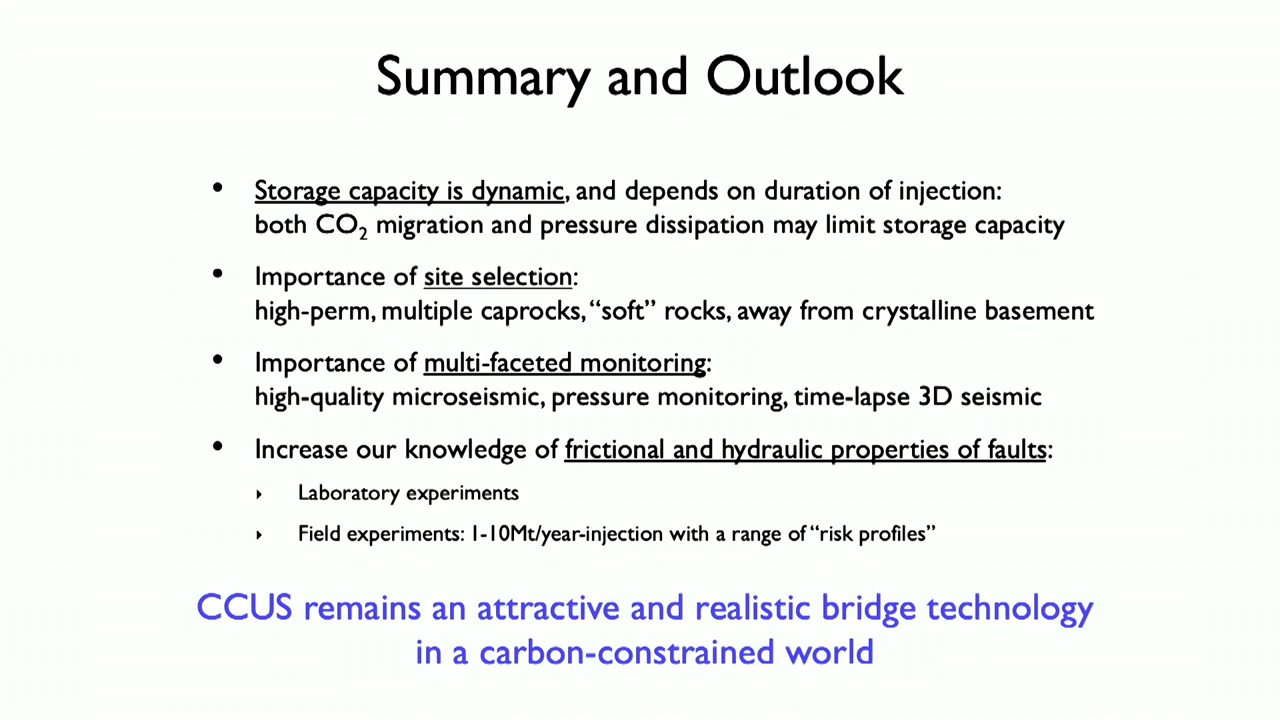 Summary and Outlook
• Storage capacity is dynamic, and depends on duration of injection:
both CO₂ migration and pressure dissipation may limit storage capacity
• Importance of site selection:
high-perm, multiple caprocks, “soft” rocks, away from crystalline basement
• Importance of multi-faceted monitoring:
high-quality microseismic, pressure monitoring, time-lapse 3D seismic
• Increase our knowledge of frictional and hydraulic properties of faults:
‣ Laboratory experiments
‣ Field experiments: 1-10Mt/year-injection with a range of “risk profiles”
CCUS remains an attractive and realistic bridge technology
in a carbon-constrained world